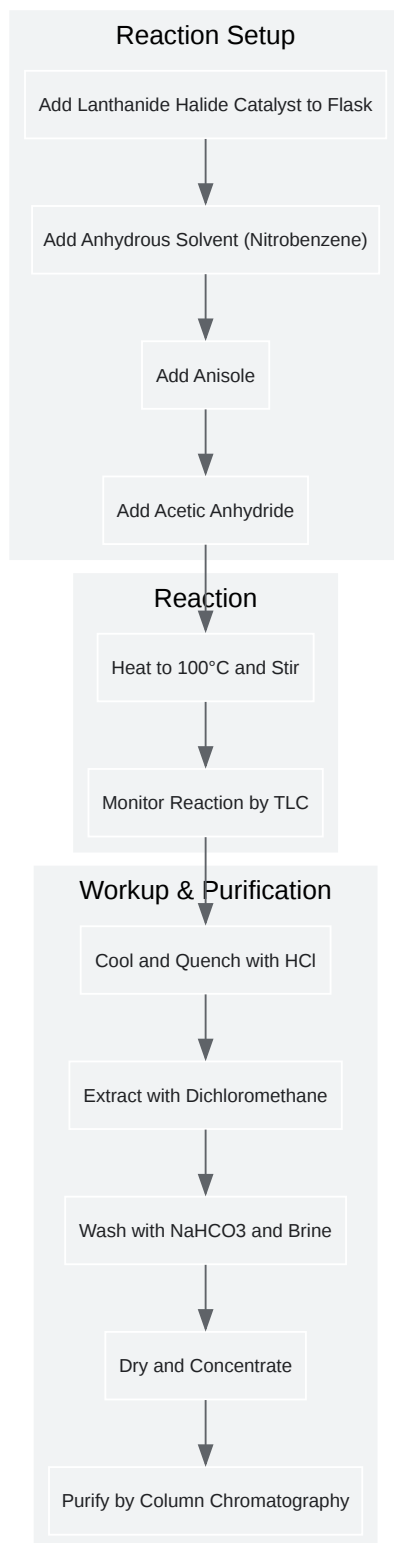 Reaction Setup
Add Lanthanide Halide Catalyst to Flask
Add Anhydrous Solvent (Nitrobenzene)
Add Anisole
Add Acetic Anhydride
Reaction
Heat to 100°C and Stir
Monitor Reaction by TLC
Workup & Purification
Cool and Quench with HCl
Extract with Dichloromethane
Wash with NaHCO3 and Brine
Dry and Concentrate
Purify by Column Chromatography